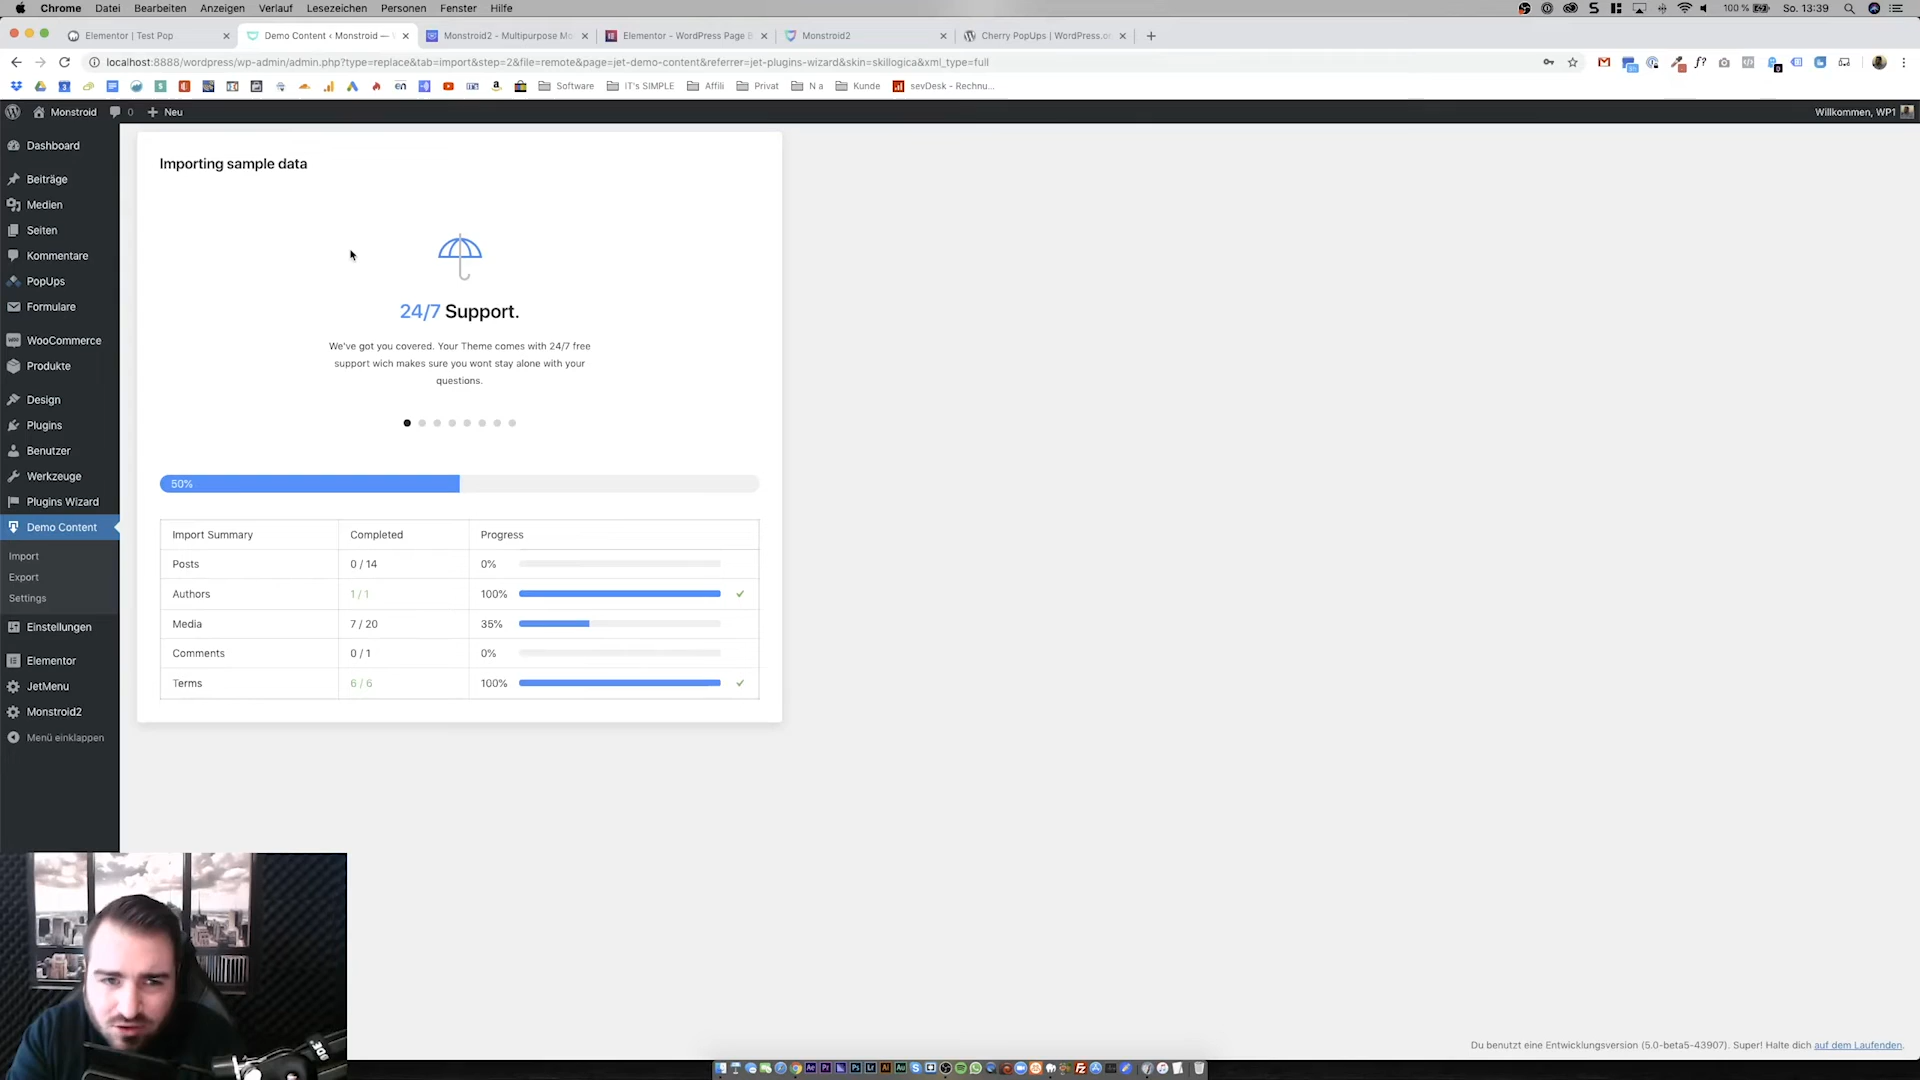 Chrome Datei Bearbeiten Anzeigen Verlauf Lesezeichen Personen Fenster Hilfe 100 % So. 13:39
Elementor | Test Pop Demo Content ‹ Monstroid — Monstroid2 - Multipurpose Mo Elementor - WordPress Page Monstroid2 Cherry PopUps | WordPress.o
localhost:8888/wordpress/wp-admin/admin.php?type=replace&tab=import&step=2&file=remote&page=jet-demo-content&referrer=jet-plugins-wizard&skin=skillogica&xml_type=full
Software IT's SIMPLE Affili Privat N a Kunde sevDesk - Rechnu...
Monstroid 0 Neu Willkommen, WP1
Dashboard
Beiträge
Medien
Seiten
Kommentare
PopUps
Formulare
WooCommerce
Produkte
Design
Plugins
Benutzer
Werkzeuge
Plugins Wizard
Demo Content
Import
Export
Settings
Einstellungen
Elementor
JetMenu
Monstroid2
Menü einklappen
Importing sample data
24/7 Support.
We've got you covered. Your Theme comes with 24/7 free
support wich makes sure you wont stay alone with your
questions.
50%
Import Summary Completed Progress
Posts 0 / 14 0%
Authors 1 / 1 100%
Media 7 / 20 35%
Comments 0 / 1 0%
Terms 6 / 6 100%
Du benutzt eine Entwicklungsversion (5.0-beta5-43907). Super! Halte dich auf dem Laufenden.